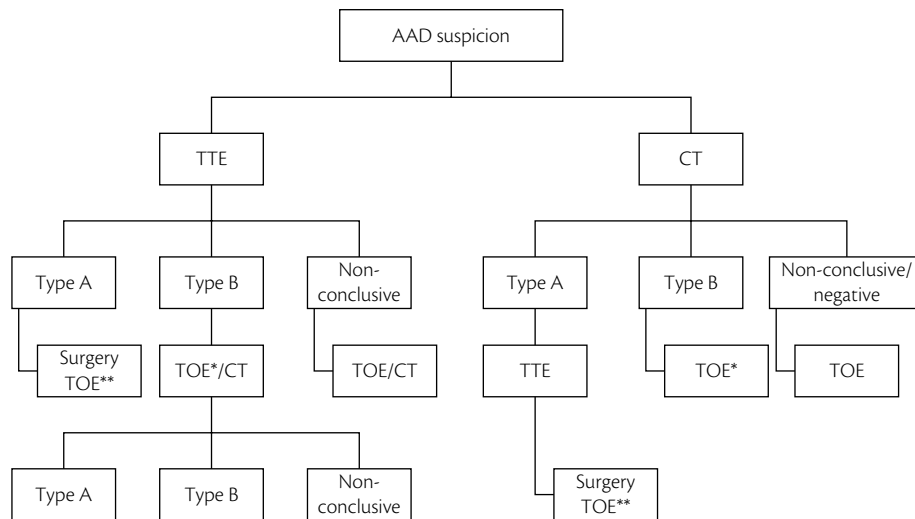 AAD suspicion
TTE
CT
Type A
Type B
Non-
conclusive
Type A
Type B
Non-conclusive/
negative
Surgery
TOE**
TOE*/CT
TOE/CT
TTE
TOE*
TOE
Type A
Type B
Non-
conclusive
Surgery
TOE**